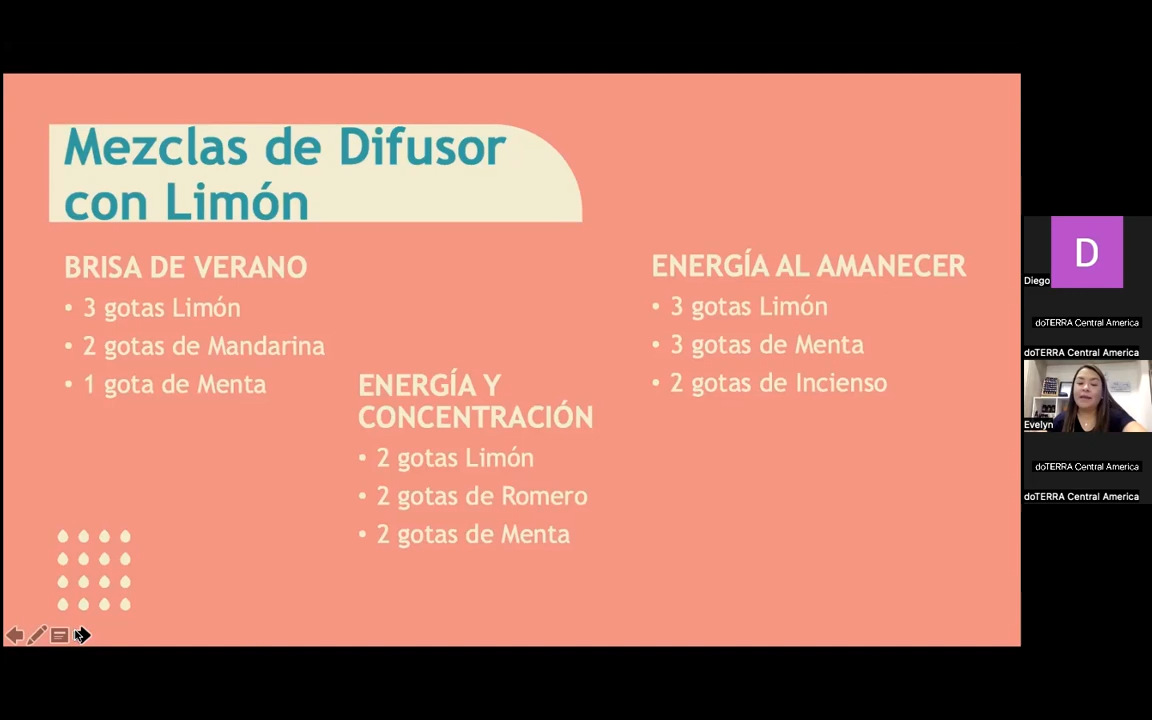 Mezclas de Difusor
con Limón
BRISA DE VERANO
• 3 gotas Limón
• 2 gotas de Mandarina
• 1 gota de Menta
ENERGÍA Y
CONCENTRACIÓN
• 2 gotas Limón
• 2 gotas de Romero
• 2 gotas de Menta
ENERGÍA AL AMANECER
• 3 gotas Limón
• 3 gotas de Menta
• 2 gotas de Incienso
D
Diego
doTERRA Central America
doTERRA Central America
Evelyn
doTERRA Central America
doTERRA Central America